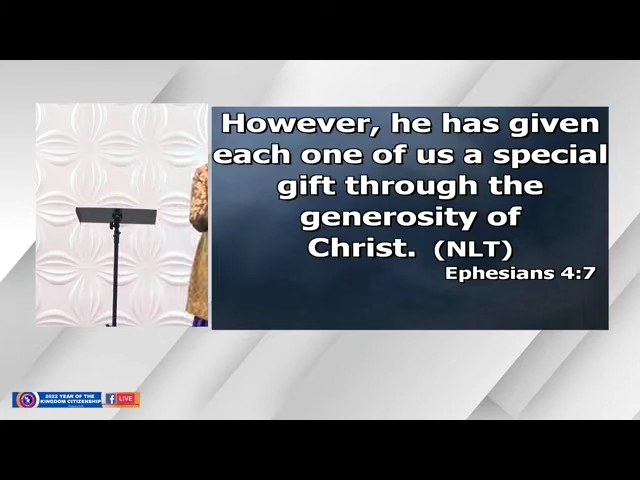 However, he has given
each one of us a special
gift through the
generosity of
Christ. (NLT)
Ephesians 4:7
2022 YEAR OF THE
KINGDOM CITIZENSHIP
f LIVE